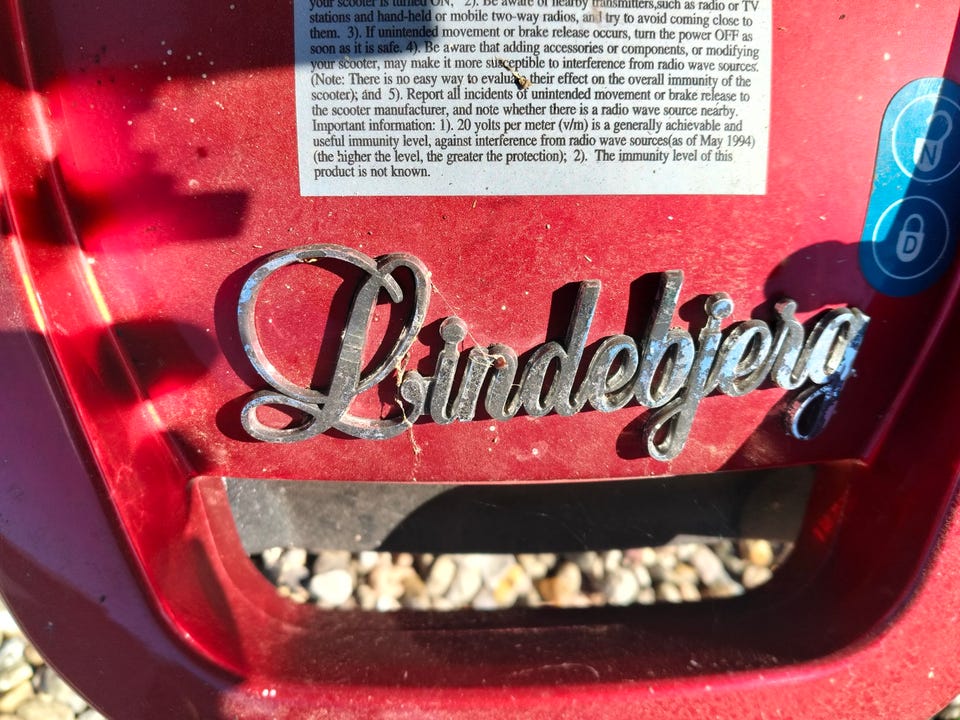 your scooter is turned ON; 2). Be aware of nearby transmitters,such as radio or TV
stations and hand-held or mobile two-way radios, and try to avoid coming close to
them. 3). If unintended movement or brake release occurs, turn the power OFF as
soon as it is safe. 4). Be aware that adding accessories or components, or modifying
your scooter, may make it more susceptible to interference from radio wave sources.
(Note: There is no easy way to evaluate their effect on the overall immunity of the
scooter); and 5). Report all incidents of unintended movement or brake release to
the scooter manufacturer, and note whether there is a radio wave source nearby.
Important information: 1). 20 volts per meter (v/m) is a generally achievable and
useful immunity level, against interference from radio wave sources(as of May 1994)
(the higher the level, the greater the protection); 2). The immunity level of this
product is not known.
N
D
Lindebjerg